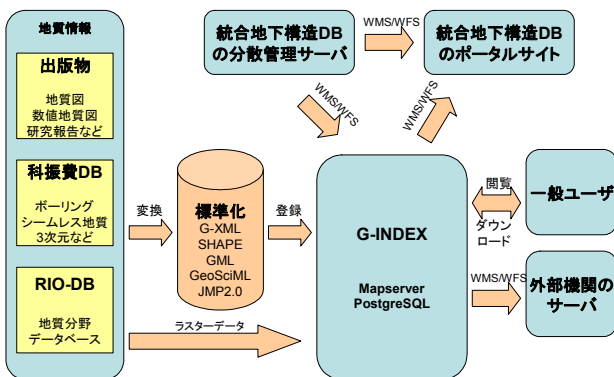 地質情報
出版物
地質図
数値地質図
研究報告など
科振費DB
ボーリング
シームレス地質
3次元など
RIO-DB
地質分野
データベース
変換
標準化
G-XML
SHAPE
GML
GeoSciML
JMP2.0
登録
ラスターデータ
統合地下構造DB
の分散管理サーバ
WMS/WFS
統合地下構造DB
のポータルサイト
WMS/WFS
WMS/WFS
G-INDEX
Mapserver
PostgreSQL
閲覧
ダウン
ロード
一般ユーザ
WMS/WFS
外部機関の
サーバ